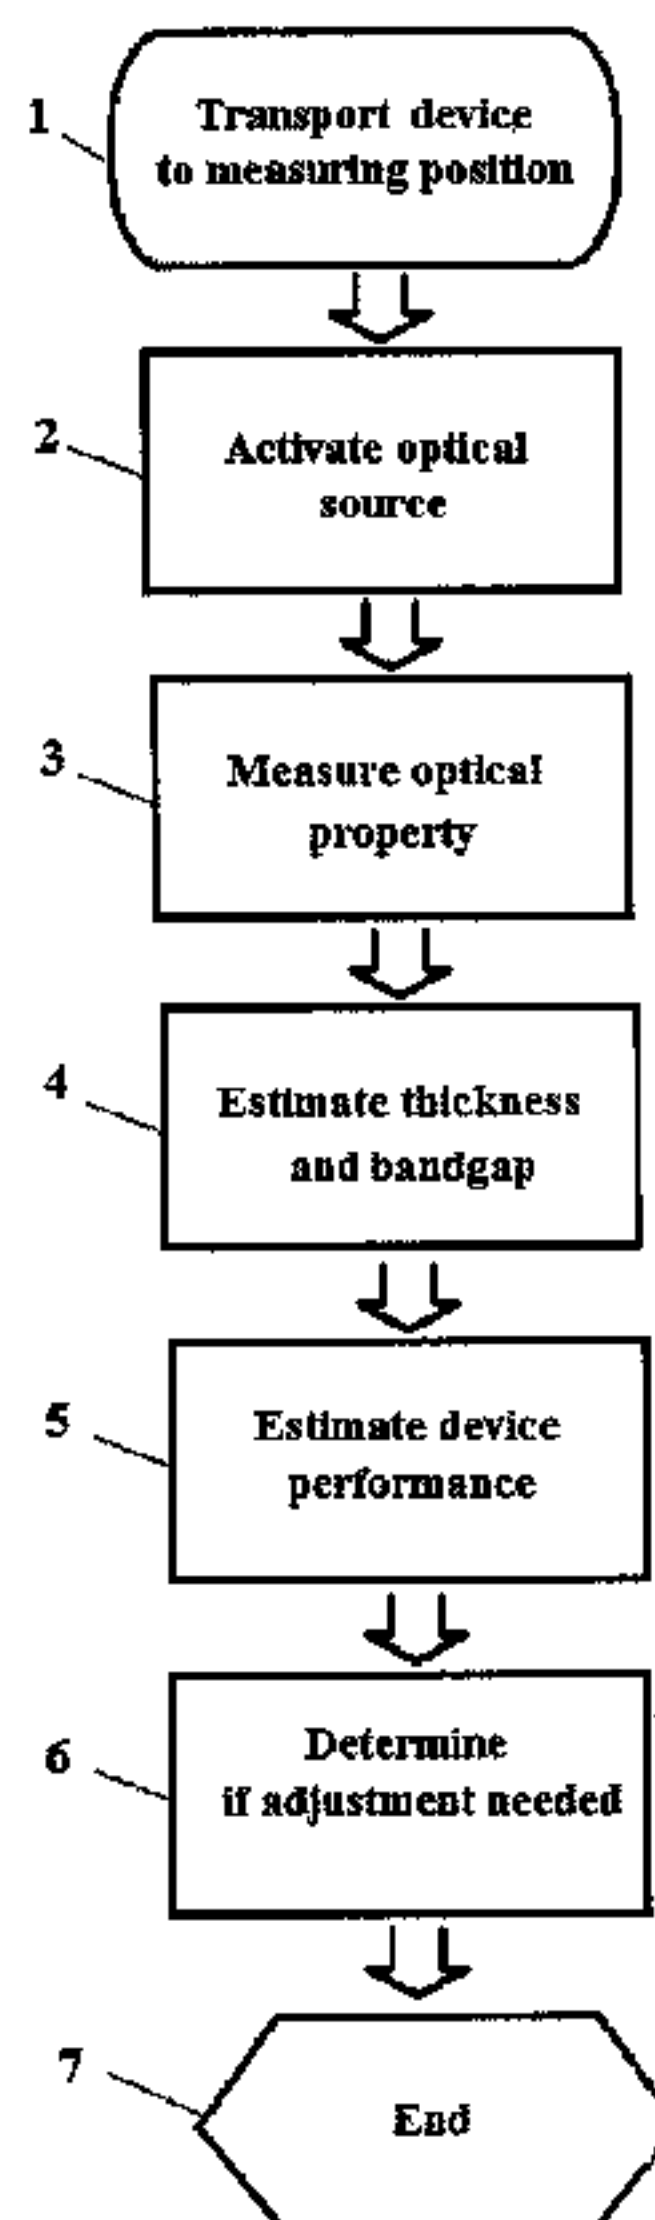 1
Transport device
to measuring position
2
Activate optical
source
3
Measure optical
property
4
Estimate thickness
and bandgap
5
Estimate device
performance
6
Determine
if adjustment needed
7
End